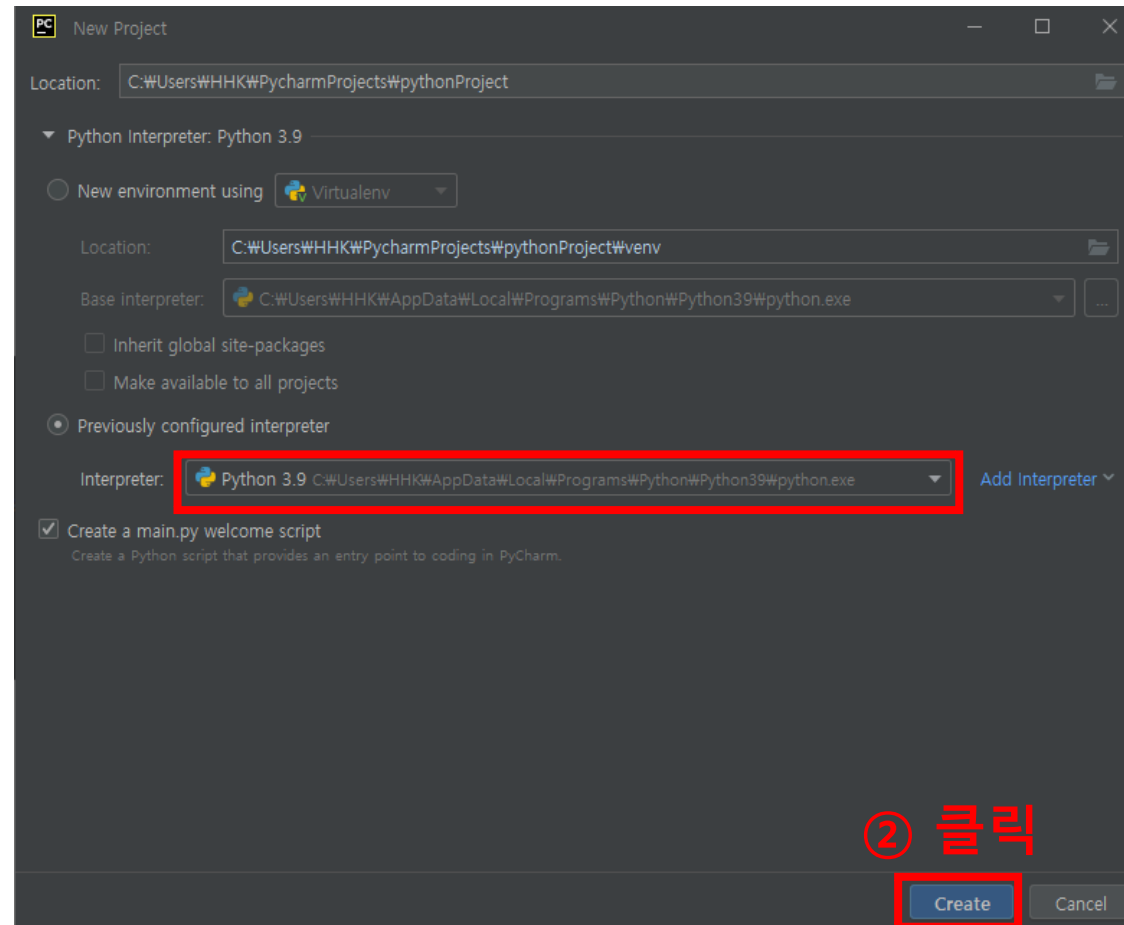 PC New Project
Location: C:₩Users₩HHK₩PycharmProjects₩pythonProject
Python Interpreter: Python 3.9
New environment using Virtualenv
Location: C:₩Users₩HHK₩PycharmProjects₩pythonProject₩venv
Base interpreter: C:₩Users₩HHK₩AppData₩Local₩Programs₩Python₩Python39₩python.exe ...
Inherit global site-packages
Make available to all projects
Previously configured interpreter
Interpreter: Python 3.9 C:₩Users₩HHK₩AppData₩Local₩Programs₩Python₩Python39₩python.exe Add Interpreter
Create a main.py welcome script
Create a Python script that provides an entry point to coding in PyCharm.
② 클릭
Create Cancel